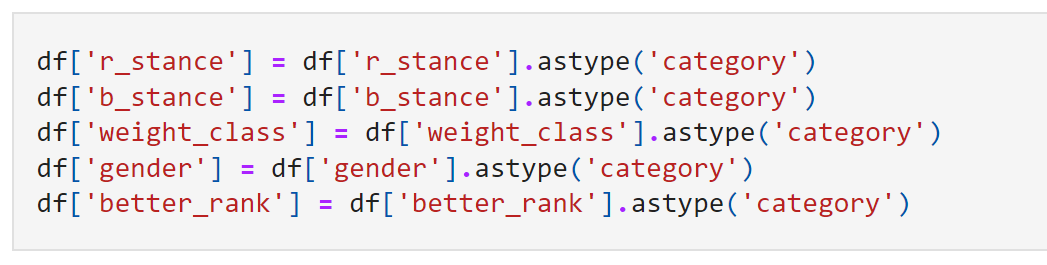 df['r_stance'] = df['r_stance'].astype('category')
df['b_stance'] = df['b_stance'].astype('category')
df['weight_class'] = df['weight_class'].astype('category')
df['gender'] = df['gender'].astype('category')
df['better_rank'] = df['better_rank'].astype('category')